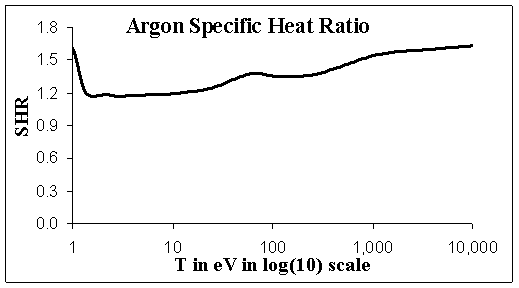 Argon Specific Heat Ratio
1.8
1.5
1.2
0.9
0.6
0.3
0.0
SHR
1 10 100 1,000 10,000
T in eV in log(10) scale